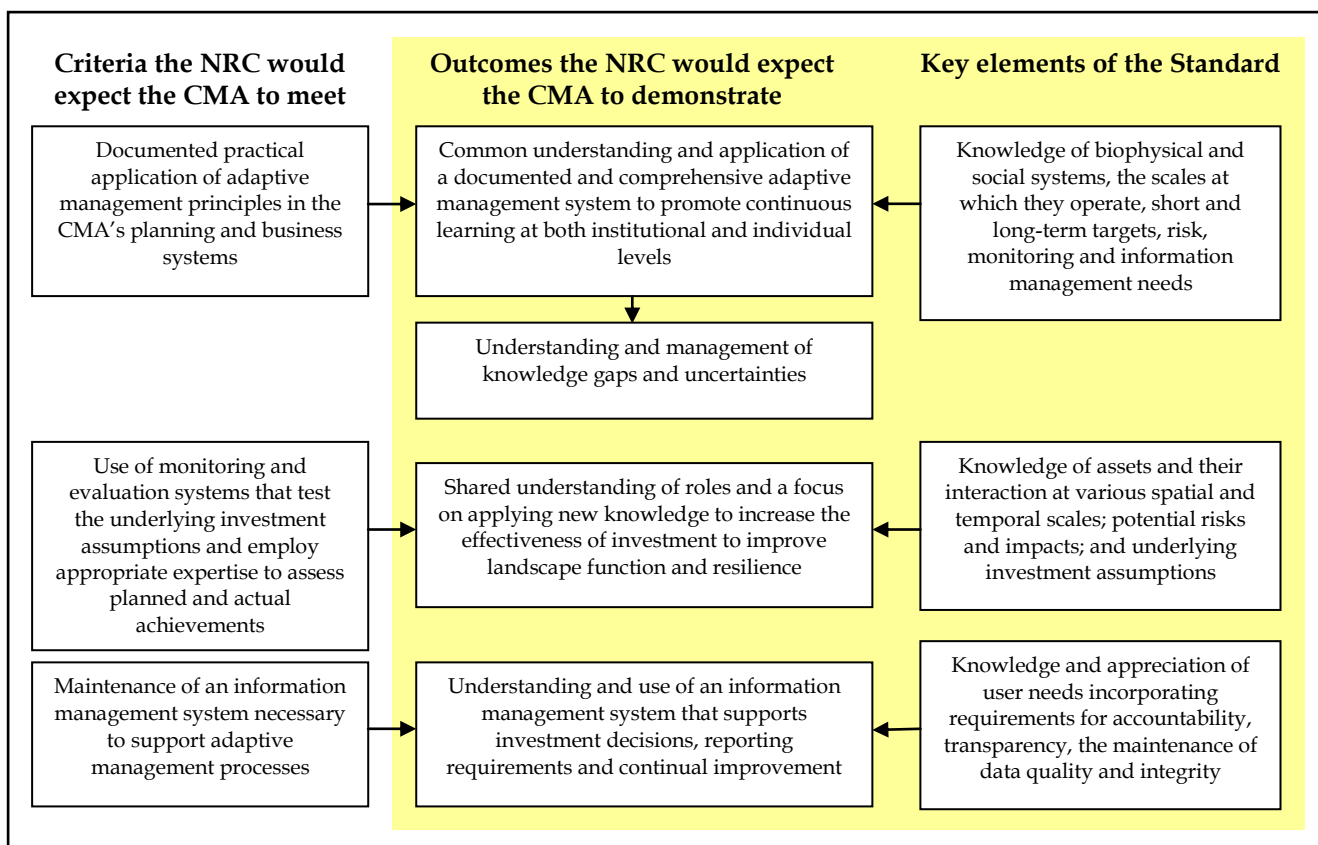 Criteria the NRC would
expect the CMA to meet
Outcomes the NRC would expect
the CMA to demonstrate
Key elements of the Standard
Documented practical
application of adaptive
management principles in the
CMA’s planning and business
systems
Common understanding and application of
a documented and comprehensive adaptive
management system to promote continuous
learning at both institutional and individual
levels
Knowledge of biophysical and
social systems, the scales at
which they operate, short and
long-term targets, risk,
monitoring and information
management needs
Understanding and management of
knowledge gaps and uncertainties
Use of monitoring and
evaluation systems that test
the underlying investment
assumptions and employ
appropriate expertise to assess
planned and actual
achievements
Shared understanding of roles and a focus
on applying new knowledge to increase the
effectiveness of investment to improve
landscape function and resilience
Knowledge of assets and their
interaction at various spatial and
temporal scales; potential risks
and impacts; and underlying
investment assumptions
Maintenance of an information
management system necessary
to support adaptive
management processes
Understanding and use of an information
management system that supports
investment decisions, reporting
requirements and continual improvement
Knowledge and appreciation of
user needs incorporating
requirements for accountability,
transparency, the maintenance of
data quality and integrity